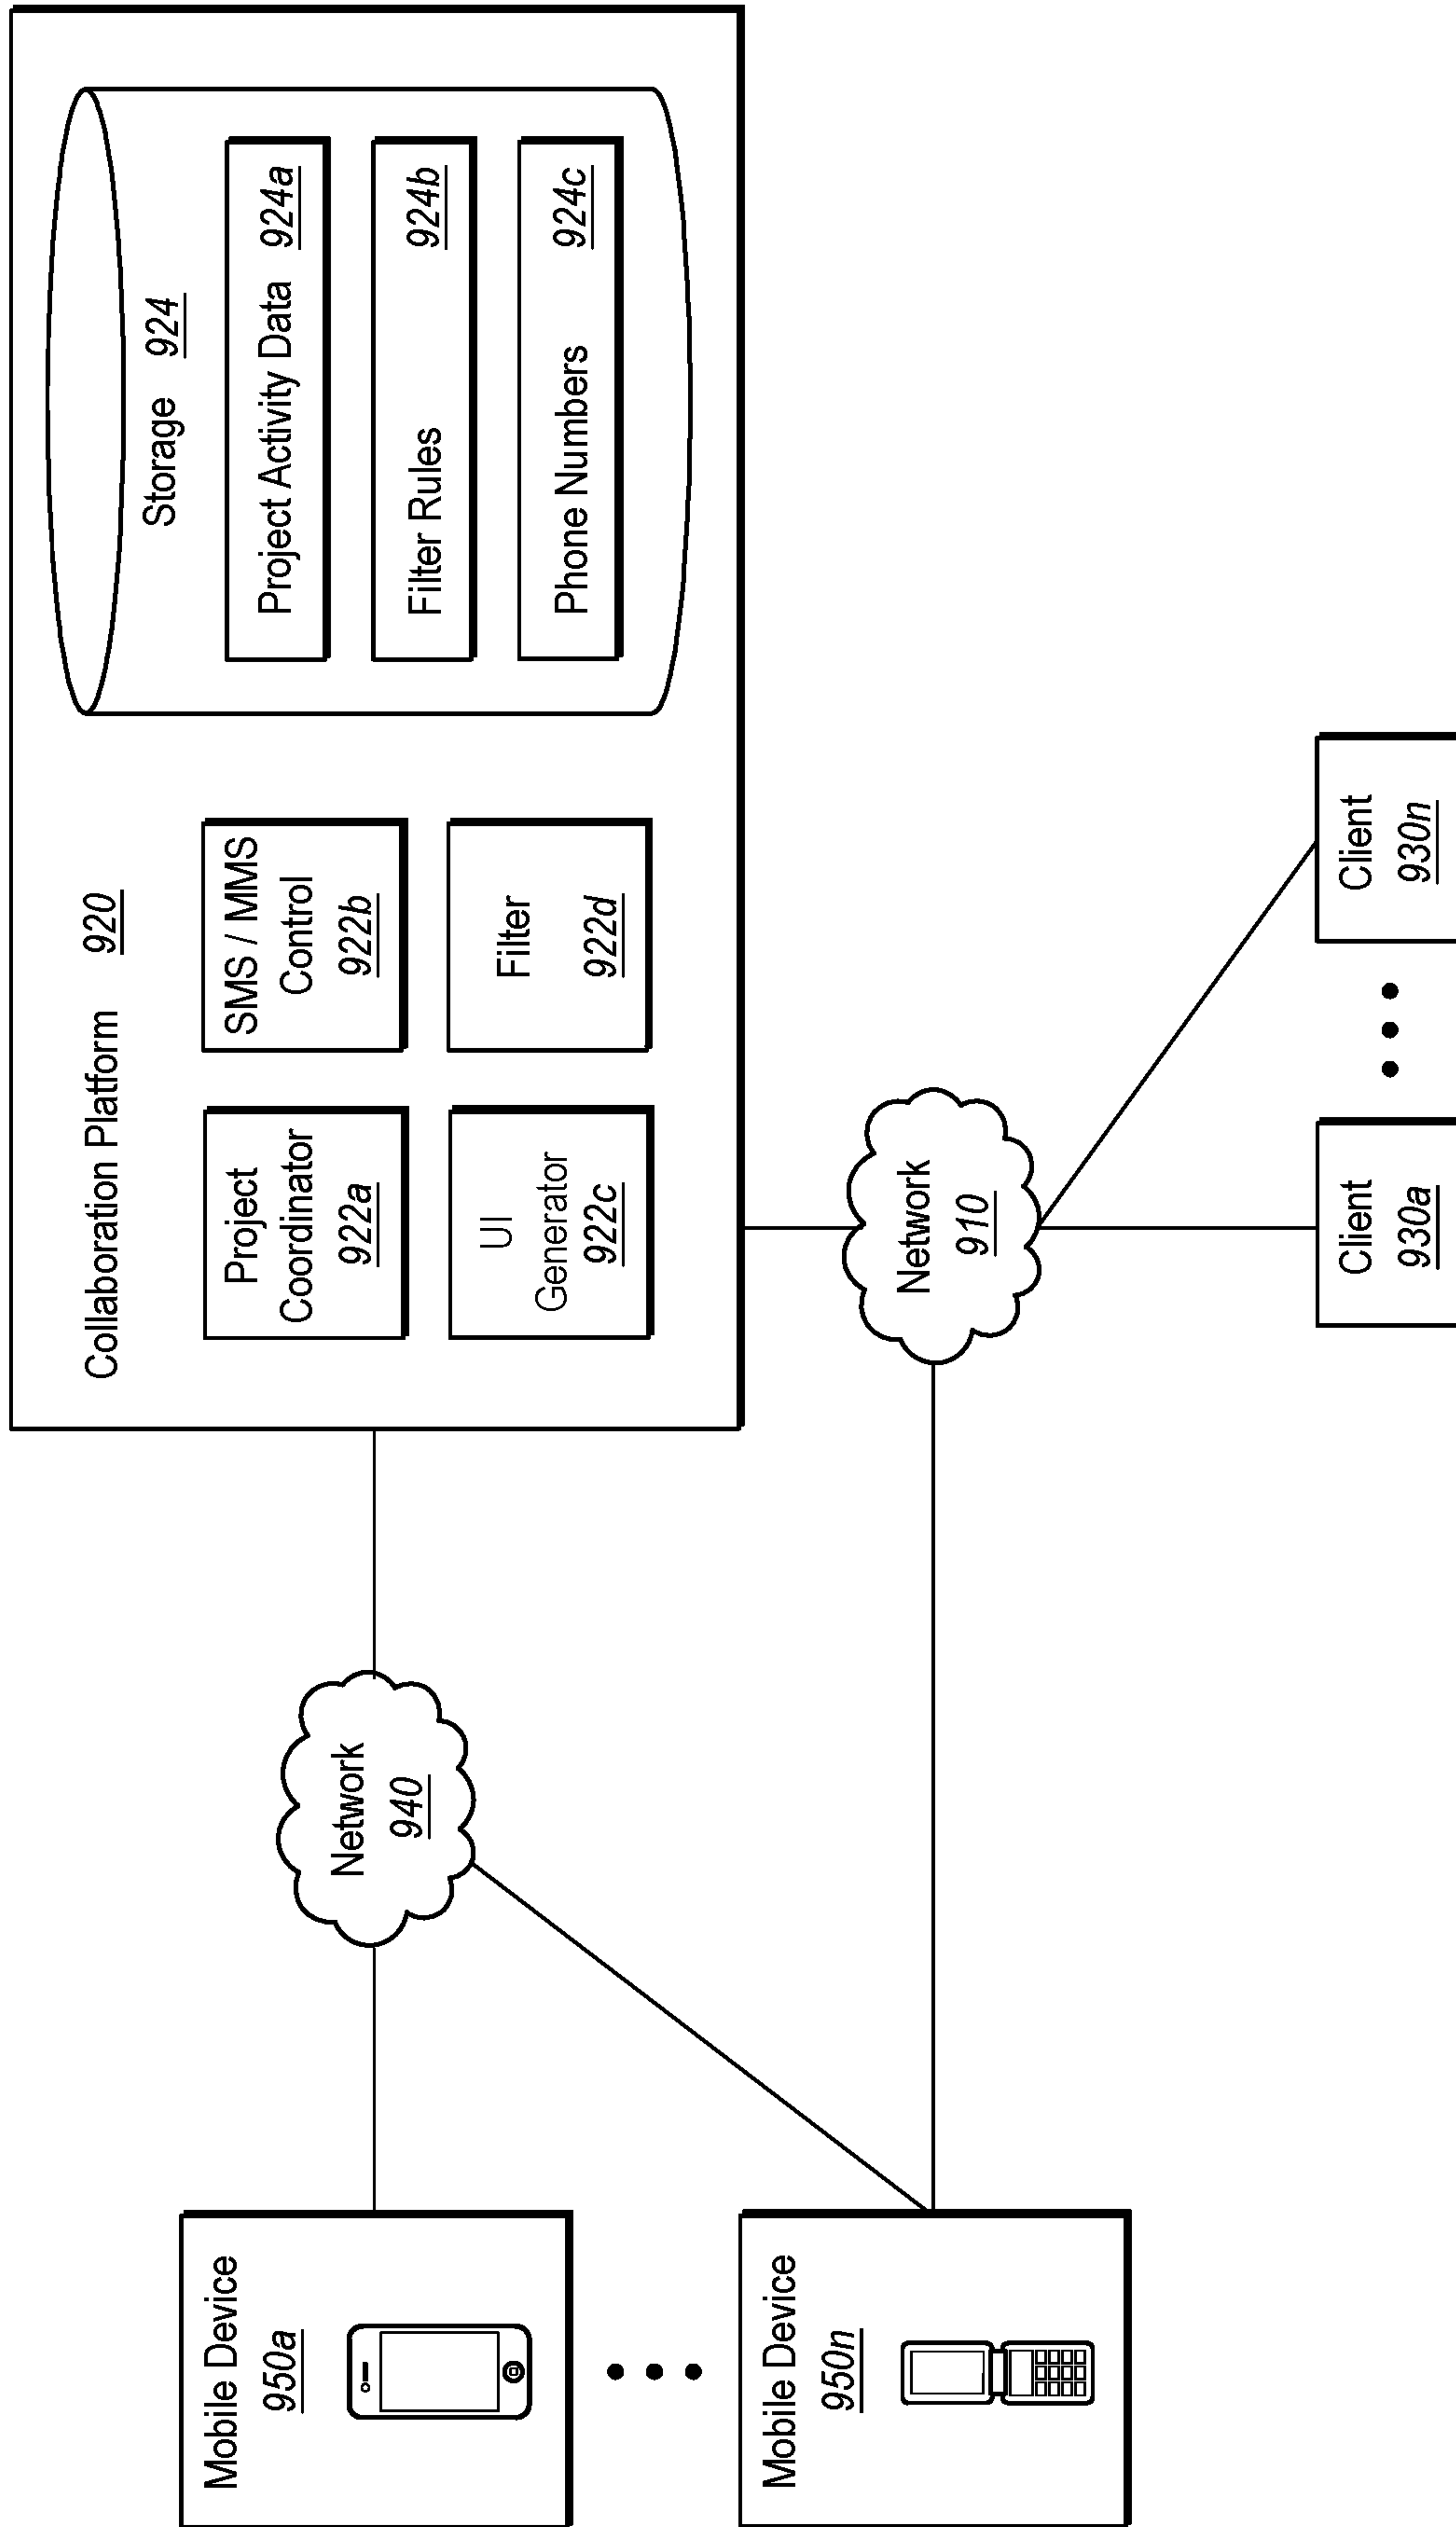 Collaboration Platform 920
Project
Coordinator
922a
SMS / MMS
Control
922b
UI
Generator
922c
Filter
922d
Storage 924
Project Activity Data 924a
Filter Rules 924b
Phone Numbers 924c
Mobile Device
950a
Network
940
Mobile Device
950n
Network
910
Client
930a
Client
930n